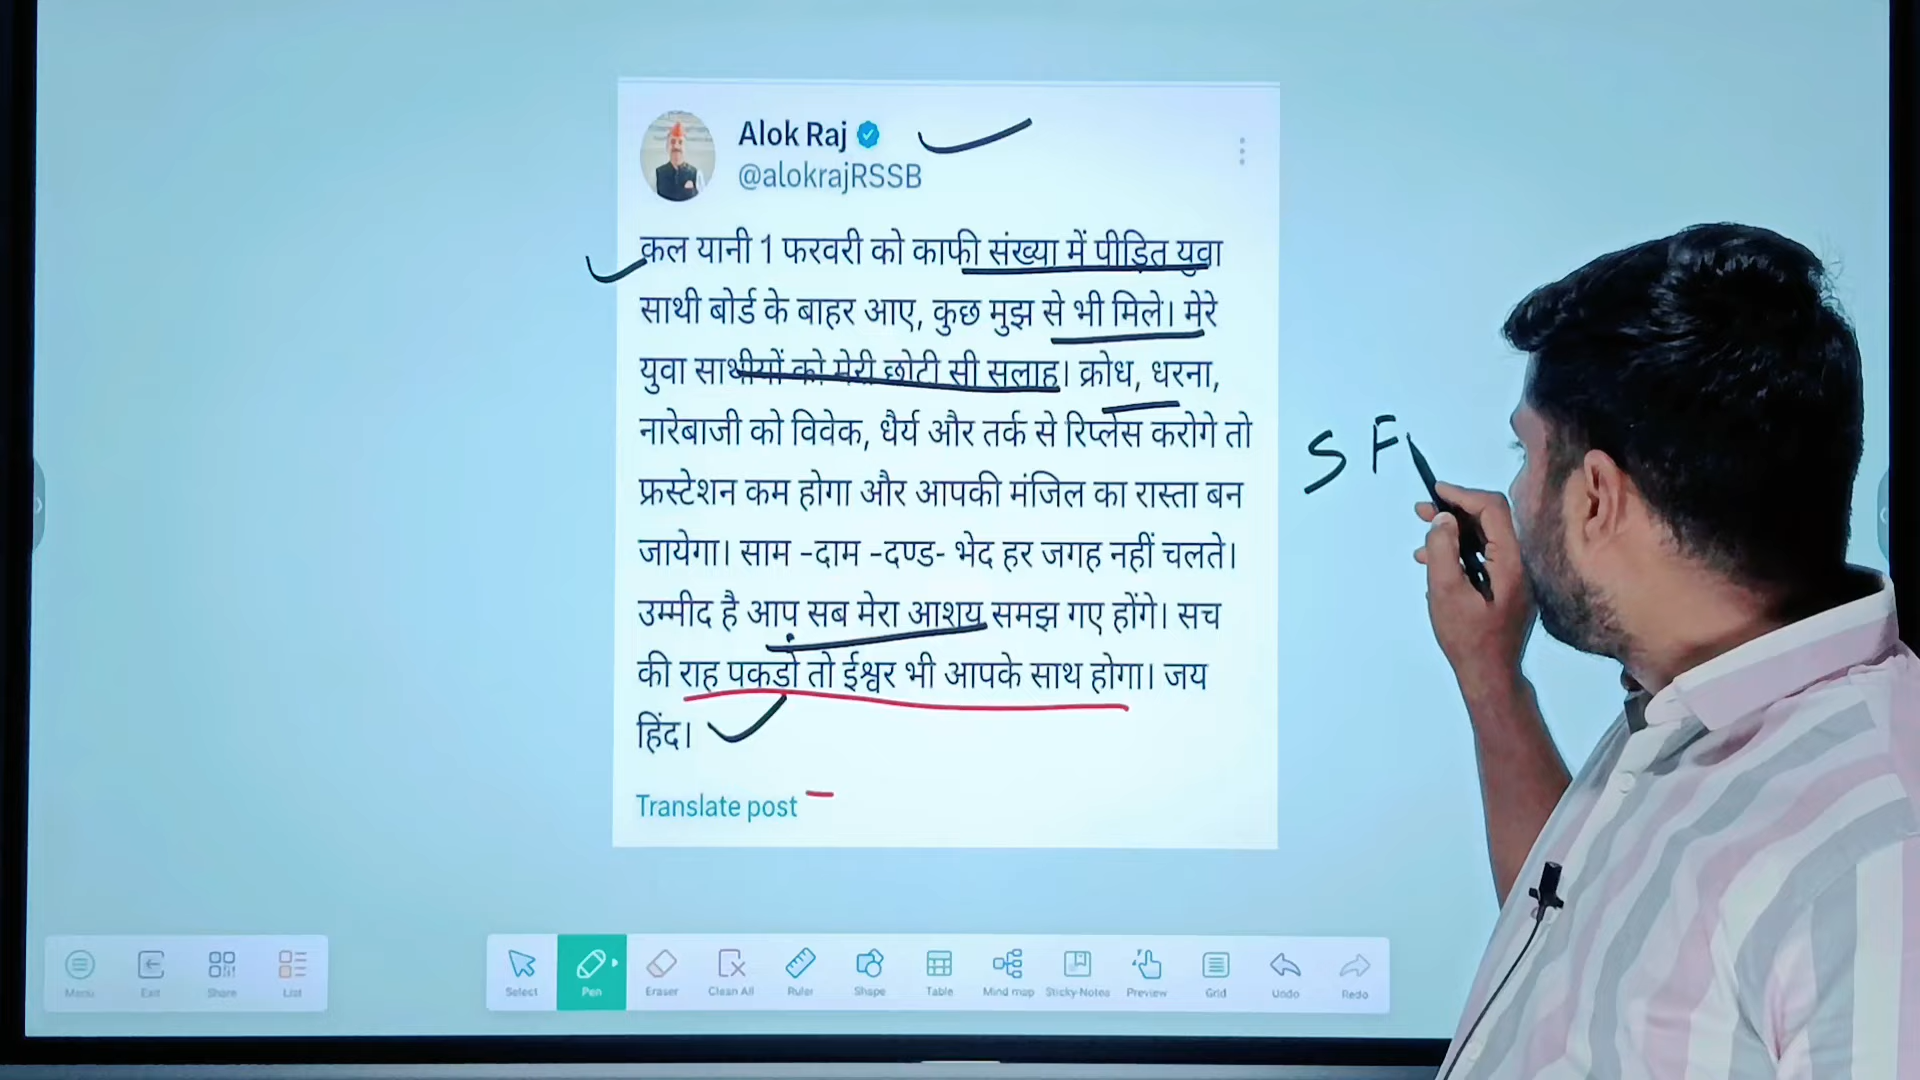 Alok Raj
@alokrajRSSB
कल यानी 1 फरवरी को काफी संख्या में पीड़ित युवा
साथी बोर्ड के बाहर आए, कुछ मुझ से भी मिले। मेरे
युवा साथीयों को मेरी छोटी सी सलाह। क्रोध, धरना,
नारेबाजी को विवेक, धैर्य और तर्क से रिप्लेस करोगे तो
फ्रस्टेशन कम होगा और आपकी मंजिल का रास्ता बन
जायेगा। साम -दाम -दण्ड- भेद हर जगह नहीं चलते।
उम्मीद है आप सब मेरा आशय समझ गए होंगे। सच
की राह पकडो तो ईश्वर भी आपके साथ होगा। जय
हिंद।
Translate post
S F
Menu Exit Share List Select Pen Eraser Clean All Ruler Shape Table Mind map Sticky-Notes Preview Grid Undo Redo